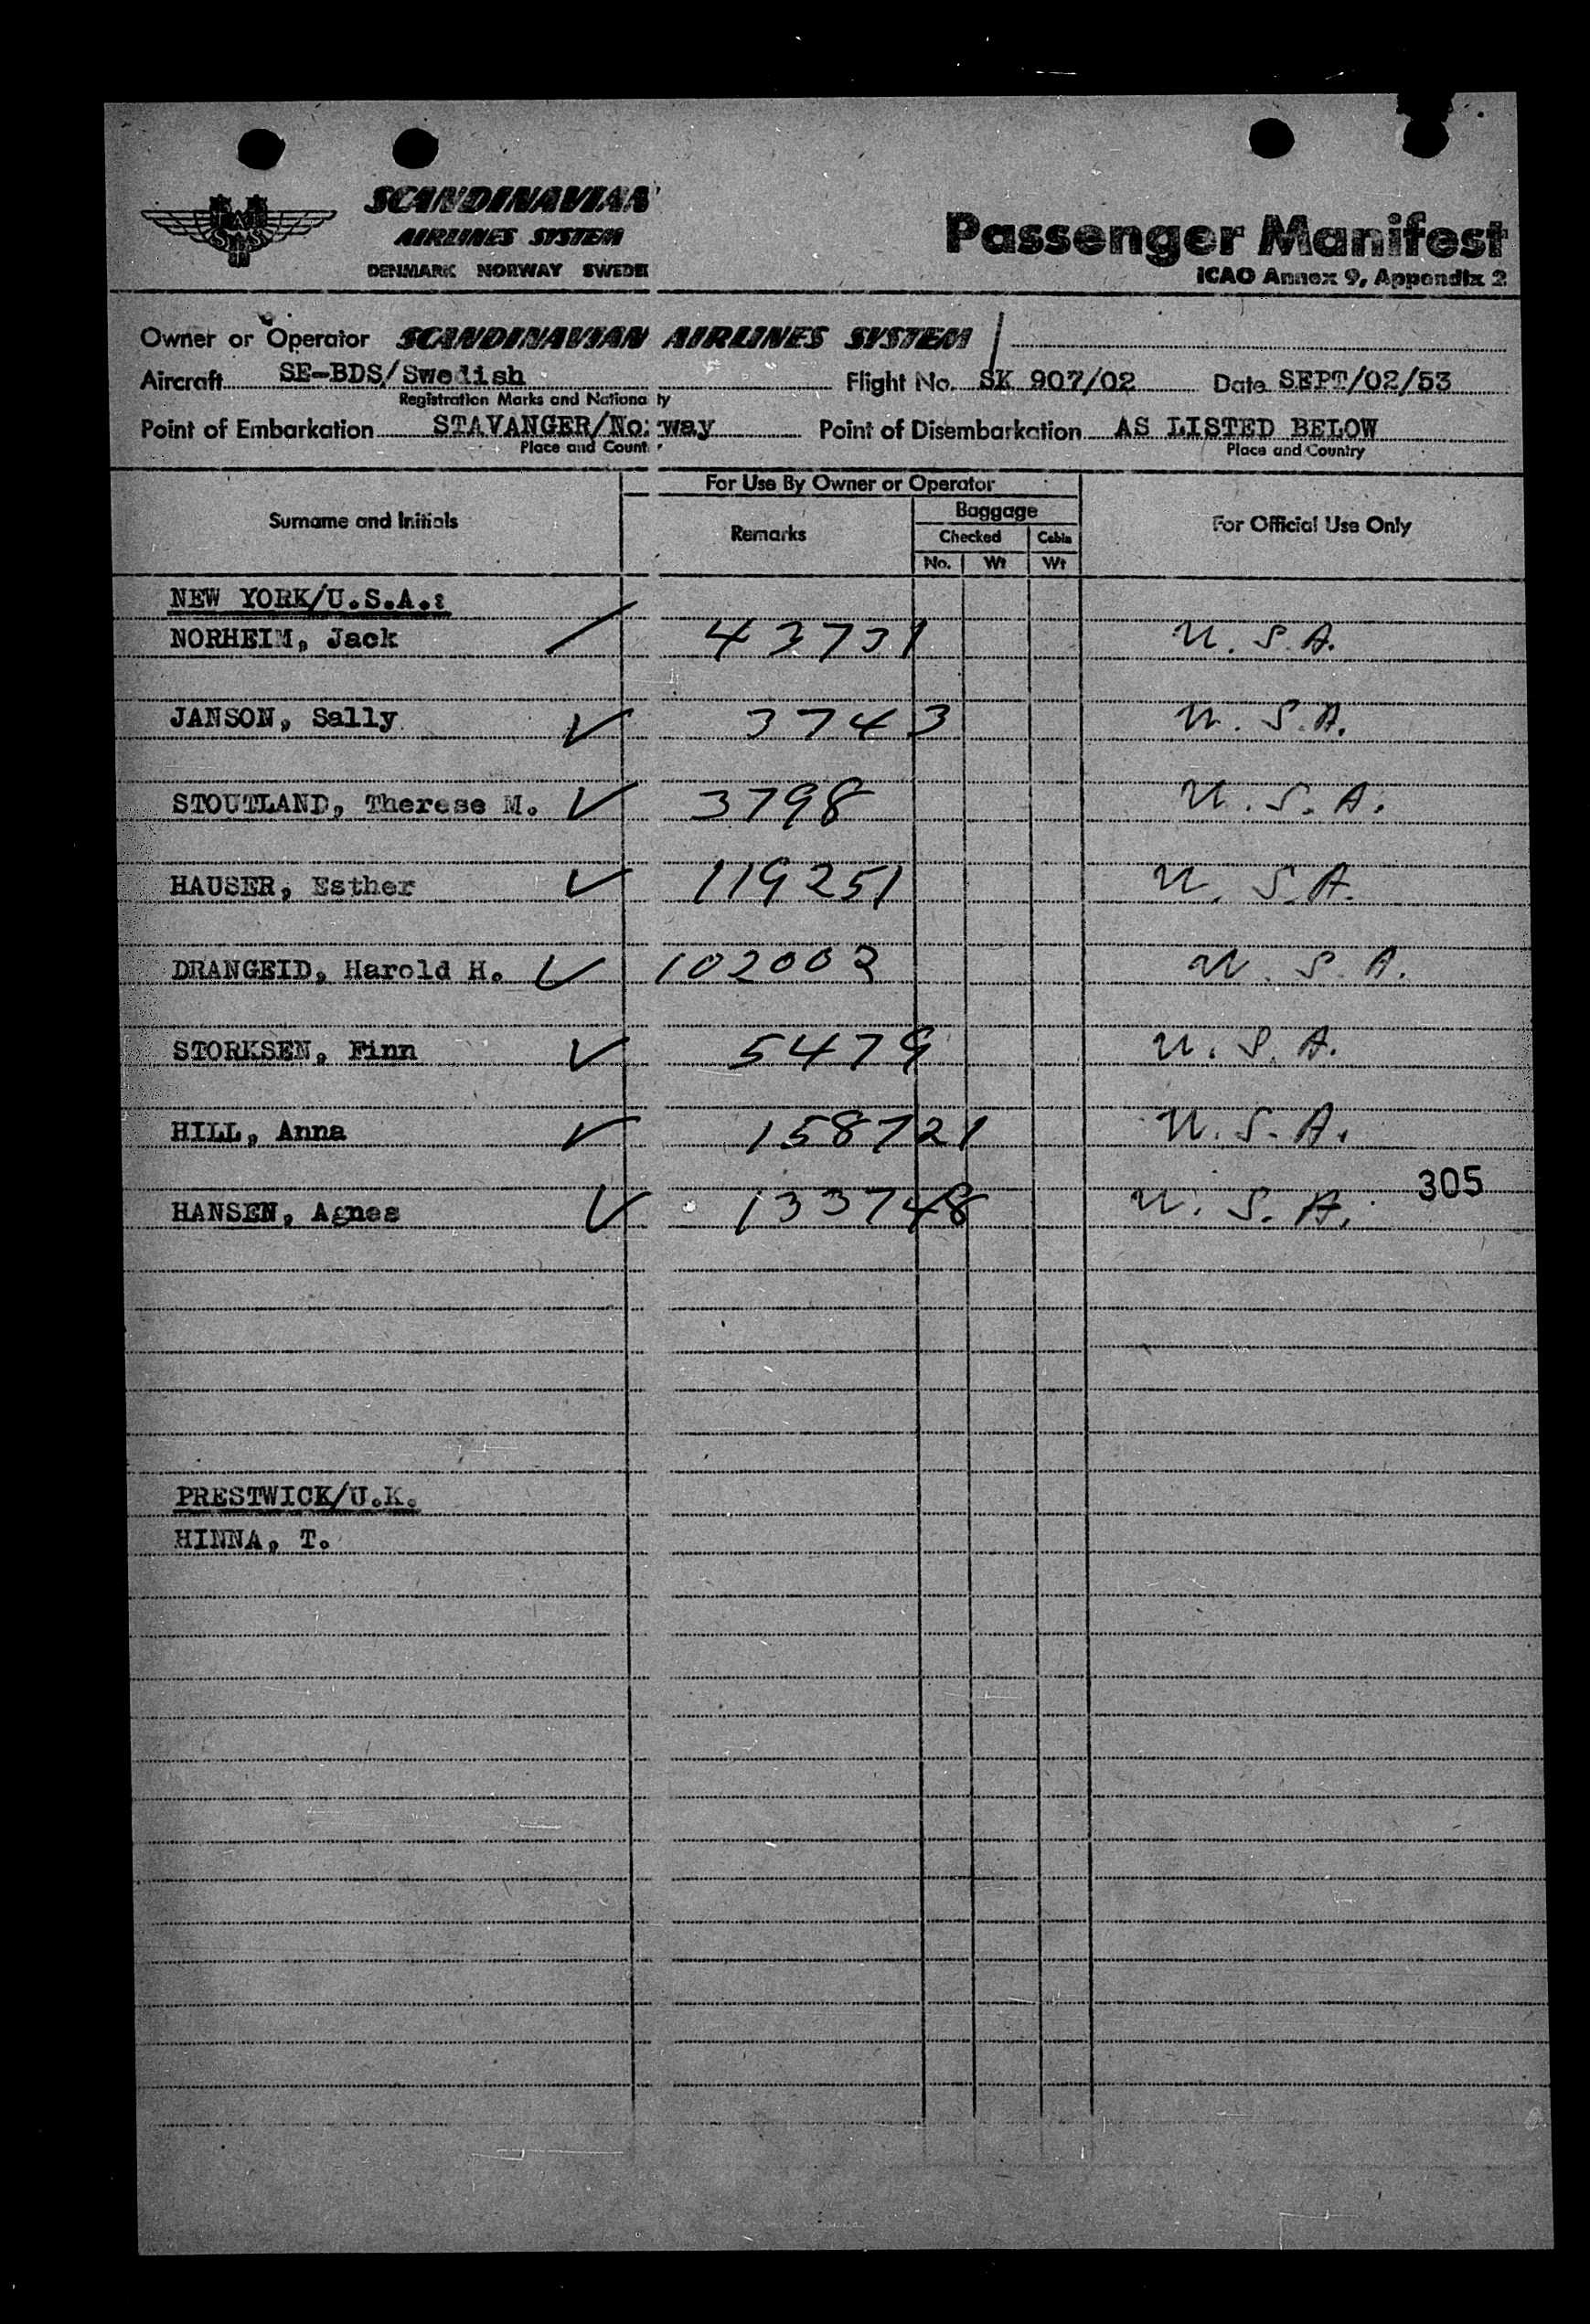 SCANDINAVIAN
AIRLINES SYSTEM
DENMARK NORWAY SWEDEN
Passenger Manifest
ICAO Annex 9, Appendix 2
Owner or Operator SCANDINAVIAN AIRLINES SYSTEM
Aircraft SE-BDS/Swedish Flight No. SK 907/02 Date SEPT/02/53
Registration Marks and Nationality
Point of Embarkation STAVANGER/Norway Point of Disembarkation AS LISTED BELOW
Place and Country Place and Country
For Use By Owner or Operator
Surname and Initials Remarks Baggage For Official Use Only
Checked Cabin
No. Wt Wt
NEW YORK/U.S.A.:
NORHEIM, Jack 43731 U.S.A.
JANSON, Sally 3743 U.S.A.
STOUTLAND, Therese M. 3798 U.S.A.
HAUSER, Esther 119251 U.S.A.
DRANGEID, Harold H. 102002 U.S.A.
STORKSEN, Finn 5479 U.S.A.
HILL, Anna 158721 U.S.A.
305
HANSEN, Agnes 133748 U.S.A.
PRESTWICK/U.K.
HINNA, T.